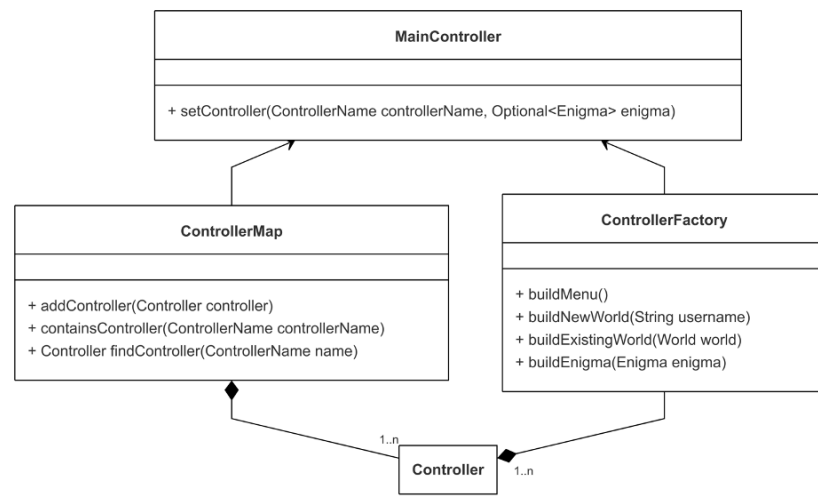 MainController
+ setController(ControllerName controllerName, Optional<Enigma> enigma)
ControllerMap
+ addController(Controller controller)
+ containsController(ControllerName controllerName)
+ Controller findController(ControllerName name)
ControllerFactory
+ buildMenu()
+ buildNewWorld(String username)
+ buildExistingWorld(World world)
+ buildEnigma(Enigma enigma)
1..n
Controller
1..n